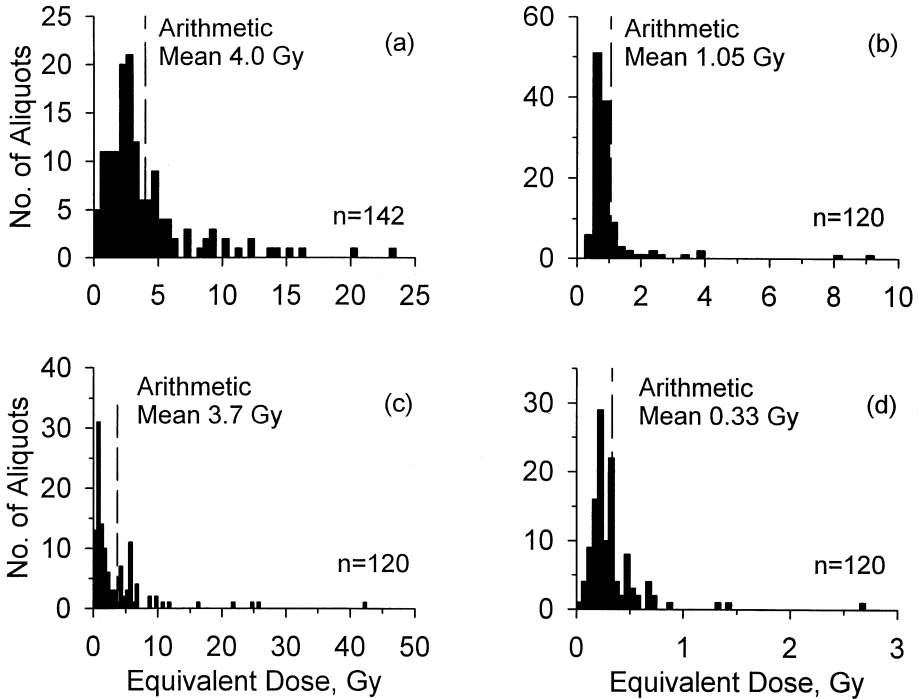 Arithmetic
Mean 4.0 Gy
(a)
n=142
No. of Aliquots
25
20
15
10
5
0
0 5 10 15 20 25
Arithmetic
Mean 1.05 Gy
(b)
n=120
60
40
20
0
0 2 4 6 8 10
Arithmetic
Mean 3.7 Gy
(c)
n=120
No. of Aliquots
40
30
20
10
0
0 10 20 30 40 50
Equivalent Dose, Gy
Arithmetic
Mean 0.33 Gy
(d)
n=120
30
20
10
0
0 1 2 3
Equivalent Dose, Gy